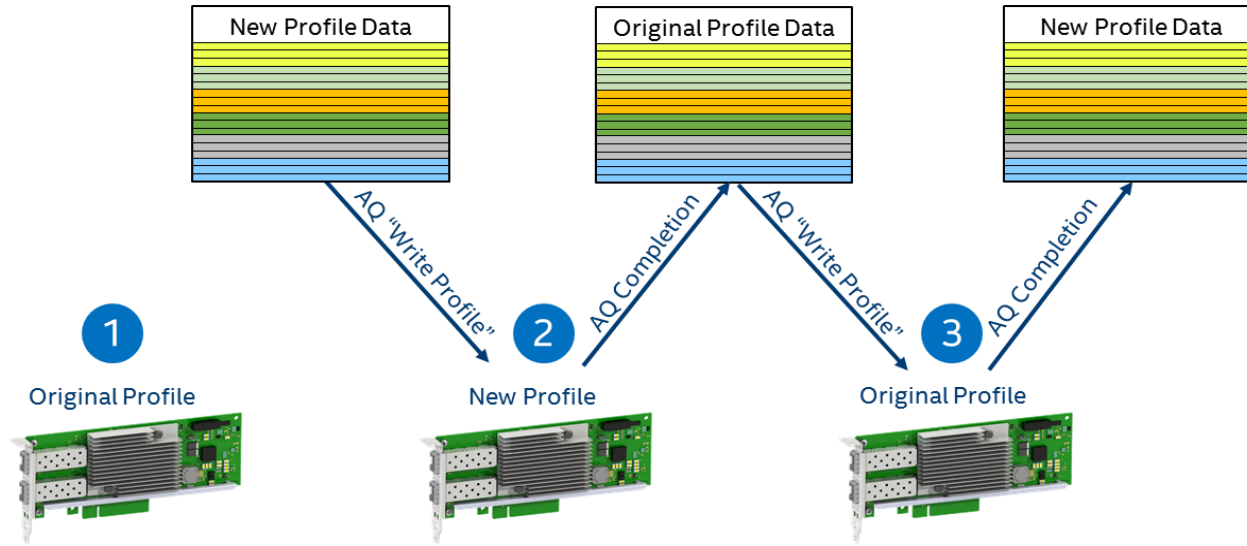 New Profile Data
Original Profile Data
New Profile Data
AQ “Write Profile”
AQ Completion
AQ “Write Profile”
AQ Completion
1
2
3
Original Profile
New Profile
Original Profile